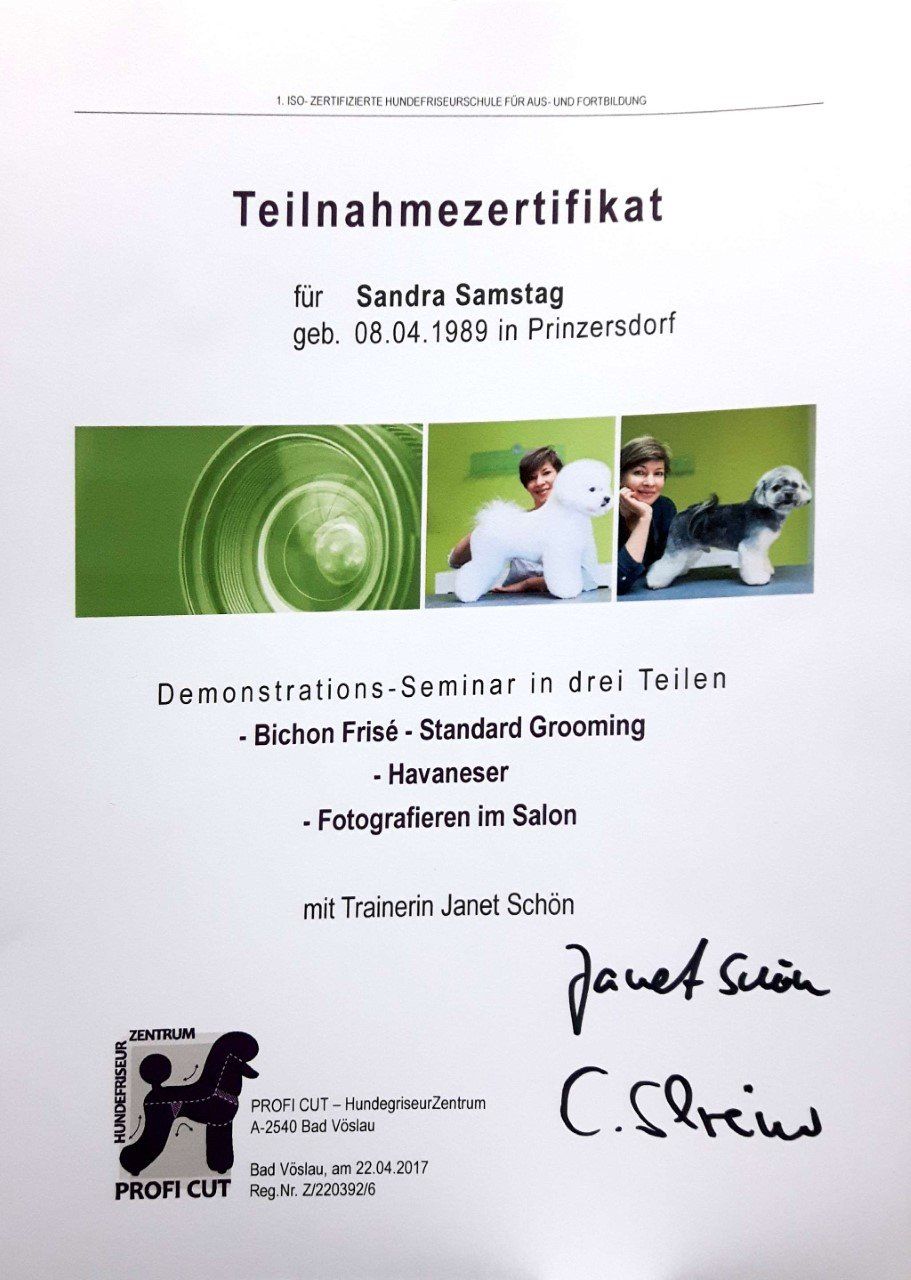 1. ISO- ZERTIFIZIERTE HUNDEFRISEURSCHULE FÜR AUS- UND FORTBILDUNG
Teilnahmezertifikat
für Sandra Samstag
geb. 08.04.1989 in Prinzersdorf
Demonstrations-Seminar in drei Teilen
- Bichon Frisé - Standard Grooming
- Havaneser
- Fotografieren im Salon
mit Trainerin Janet Schön
Janet Schön
HUNDEFRISEUR
ZENTRUM
PROFI CUT
PROFI CUT – HundegriseurZentrum
A-2540 Bad Vöslau
Bad Vöslau, am 22.04.2017
Reg.Nr. Z/220392/6
C.